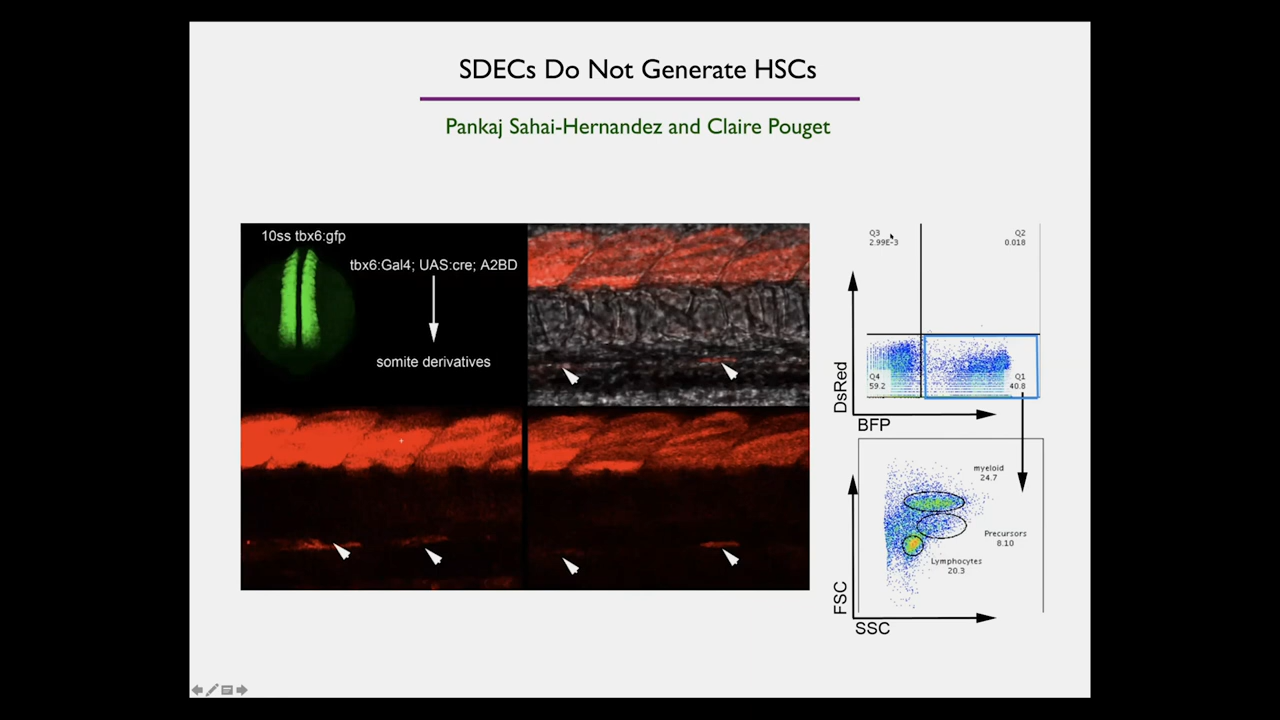 SDECs Do Not Generate HSCs
Pankaj Sahai-Hernandez and Claire Pouget
10ss tbx6:gfp
tbx6:Gal4; UAS:cre; A2BD
somite derivatives
Q3
2.99E-3
Q2
0.018
Q4
59.2
Q1
40.8
DsRed
BFP
myeloid
24.7
Precursors
8.10
Lymphocytes
20.3
FSC
SSC